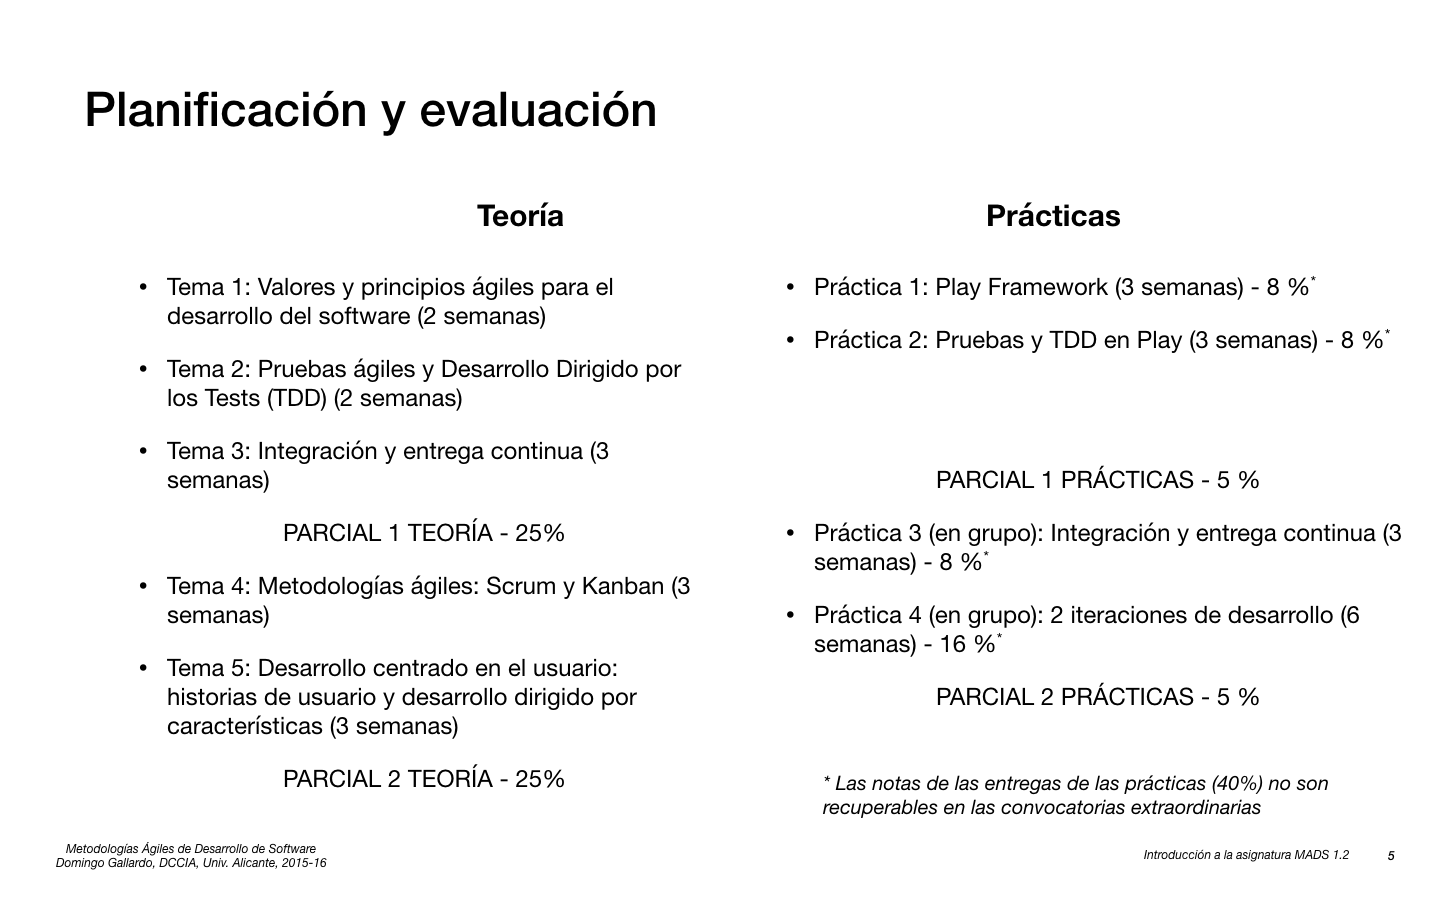 Planificación y evaluación
Teoría
• Tema 1: Valores y principios ágiles para el
desarrollo del software (2 semanas)
• Tema 2: Pruebas ágiles y Desarrollo Dirigido por
los Tests (TDD) (2 semanas)
• Tema 3: Integración y entrega continua (3
semanas)
PARCIAL 1 TEORÍA - 25%
• Tema 4: Metodologías ágiles: Scrum y Kanban (3
semanas)
• Tema 5: Desarrollo centrado en el usuario:
historias de usuario y desarrollo dirigido por
características (3 semanas)
PARCIAL 2 TEORÍA - 25%
Prácticas
• Práctica 1: Play Framework (3 semanas) - 8 %*
• Práctica 2: Pruebas y TDD en Play (3 semanas) - 8 %*
PARCIAL 1 PRÁCTICAS - 5 %
• Práctica 3 (en grupo): Integración y entrega continua (3
semanas) - 8 %*
• Práctica 4 (en grupo): 2 iteraciones de desarrollo (6
semanas) - 16 %*
PARCIAL 2 PRÁCTICAS - 5 %
* Las notas de las entregas de las prácticas (40%) no son
recuperables en las convocatorias extraordinarias
Metodologías Ágiles de Desarrollo de Software
Domingo Gallardo, DCCIA, Univ. Alicante, 2015-16
Introducción a la asignatura MADS 1.2
5